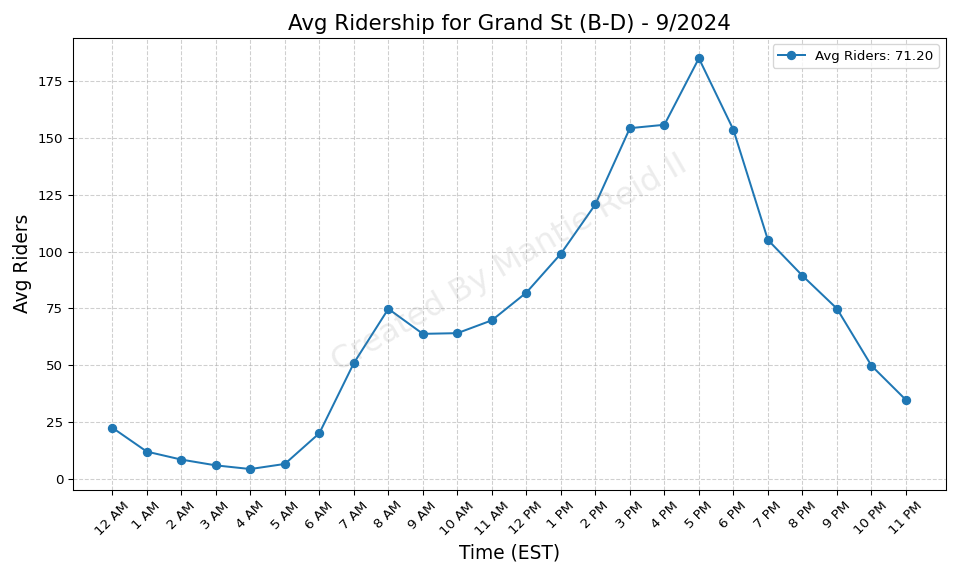 Avg Ridership for Grand St (B-D) - 9/2024
Avg Riders: 71.20
Avg Riders
175
150
125
100
75
50
25
0
Created By Mantie Reid II
12 AM
1 AM
2 AM
3 AM
4 AM
5 AM
6 AM
7 AM
8 AM
9 AM
10 AM
11 AM
12 PM
1 PM
2 PM
3 PM
4 PM
5 PM
6 PM
7 PM
8 PM
9 PM
10 PM
11 PM
Time (EST)